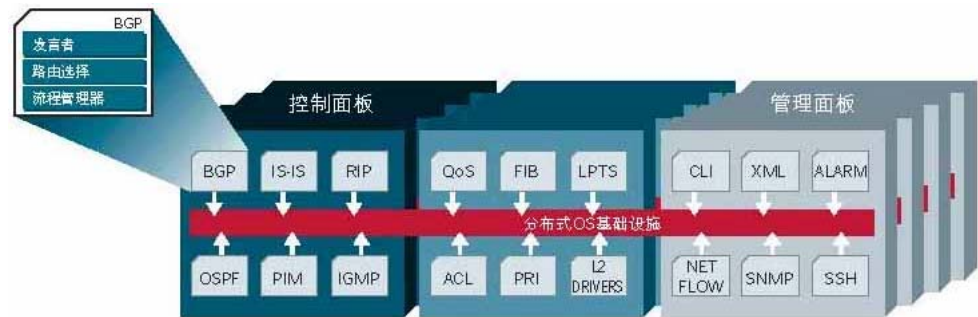 BGP
发言者
路由选择
流程管理器
控制面板
管理面板
BGP IS-IS RIP QoS FIB LPTS CLI XML ALARM
分布式OS基础设施
OSPF PIM IGMP ACL PRI L2 DRIVERS NET FLOW SNMP SSH